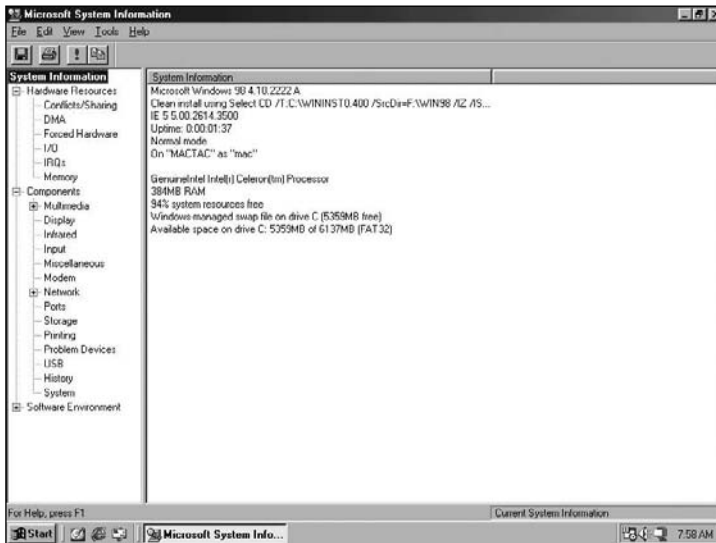 Microsoft System Information
File Edit View Tools Help
System Information
Hardware Resources
Conflicts/Sharing
DMA
Forced Hardware
I/O
IRQs
Memory
Components
Multimedia
Display
Infrared
Input
Miscellaneous
Modem
Network
Ports
Storage
Printing
Problem Devices
USB
History
System
Software Environment
System Information
Microsoft Windows 98 4.10.2222 A
Clean install using Select CD /T:C:\WININST0.400 /SrcDir=F:\WIN98 /IZ /IS...
IE 5 5.00.2614.3500
Uptime: 0:00:01:37
Normal mode
On "MACTAC" as "mac"
GenuineIntel Intel(r) Celeron(tm) Processor
384MB RAM
94% system resources free
Windows-managed swap file on drive C (5359MB free)
Available space on drive C: 5359MB of 6137MB (FAT32)
For Help, press F1
Current System Information
Start
Microsoft System Info...
7:58 AM